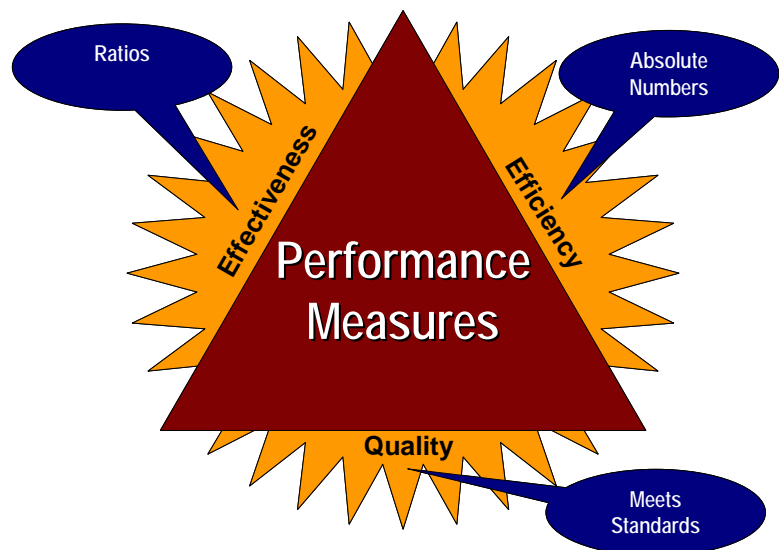 Ratios
Absolute
Numbers
Effectiveness
Efficiency
Performance
Measures
Quality
Meets
Standards